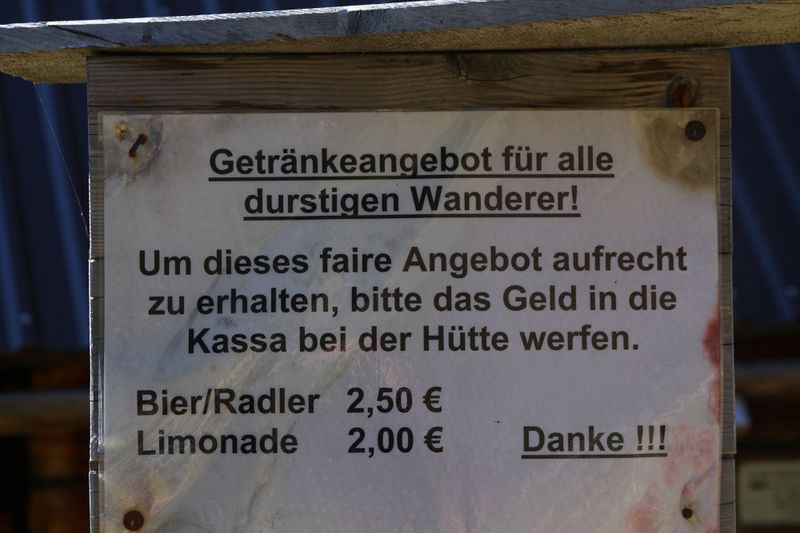 Getränkeangebot für alle
durstigen Wanderer!
Um dieses faire Angebot aufrecht
zu erhalten, bitte das Geld in die
Kassa bei der Hütte werfen.
Bier/Radler 2,50 €
Limonade 2,00 € Danke !!!